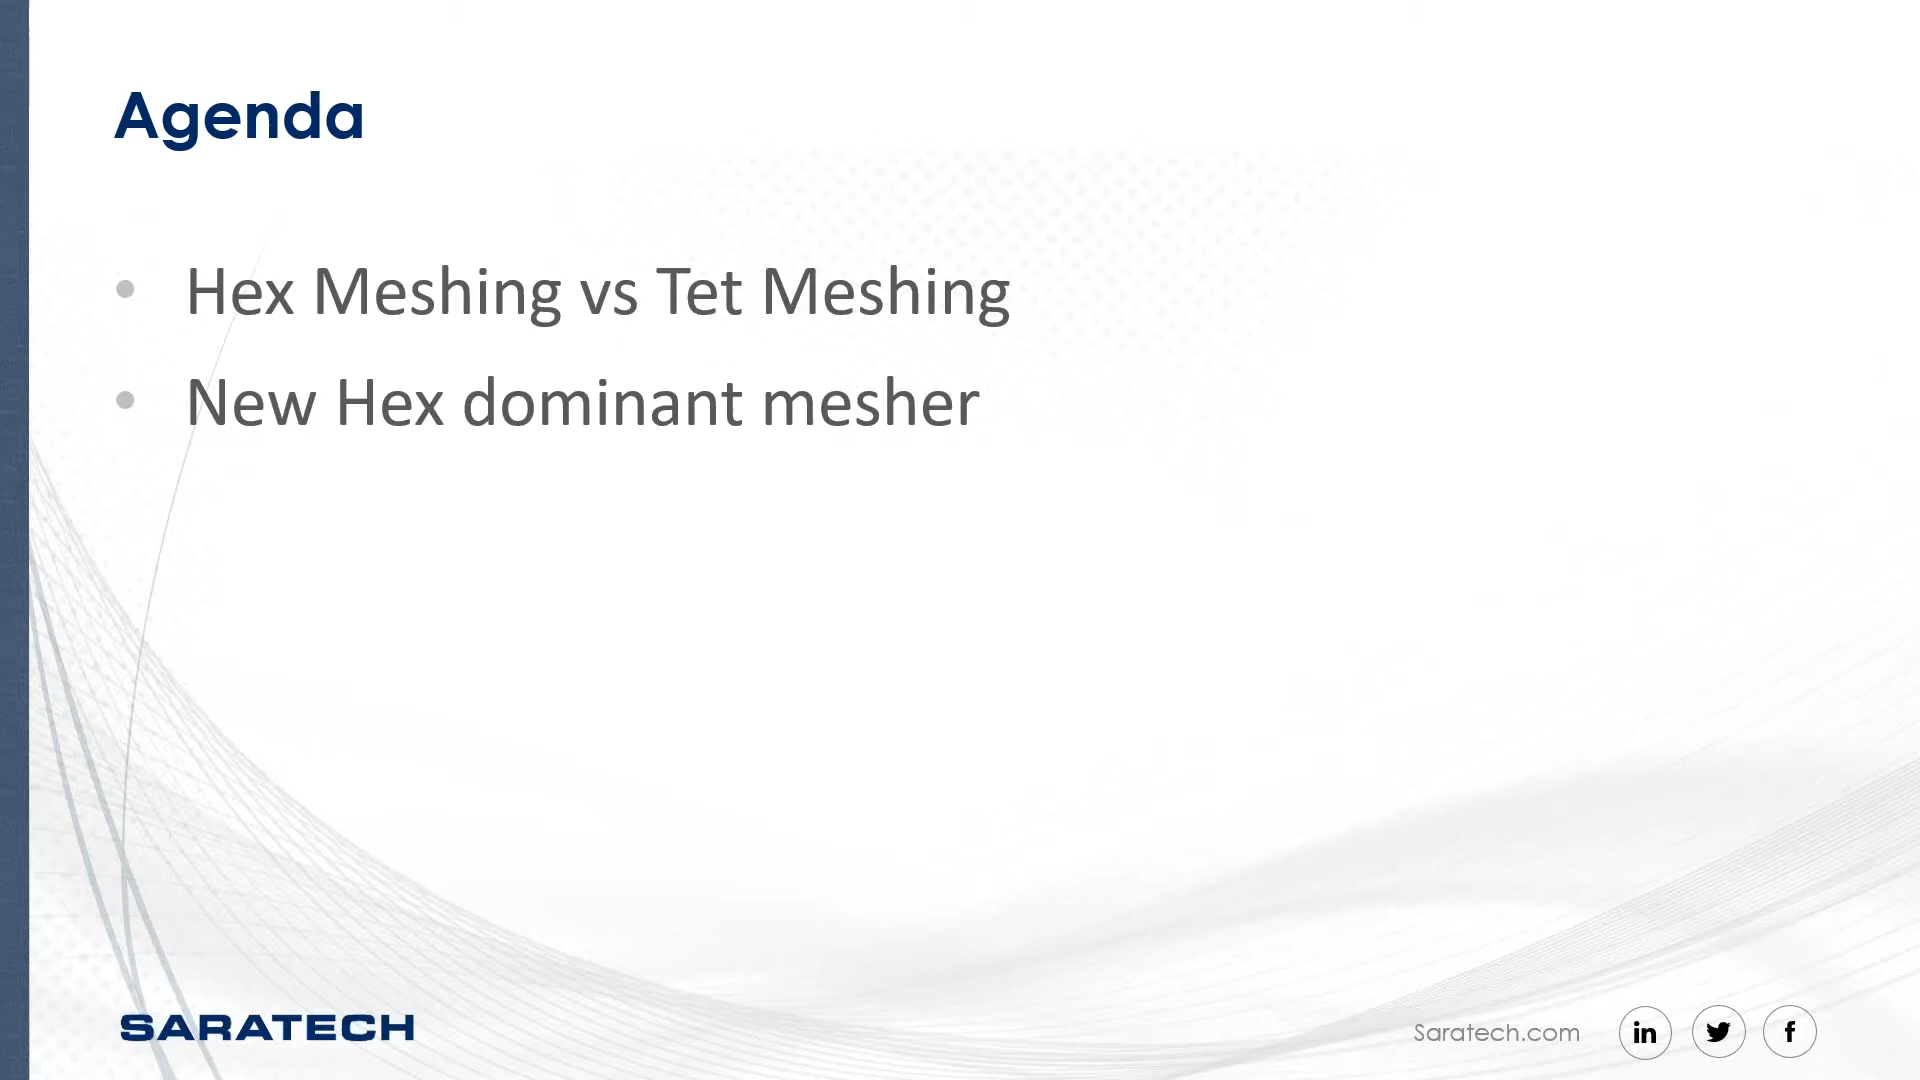 Agenda
• Hex Meshing vs Tet Meshing
• New Hex dominant mesher
SARATECH
Saratech.com